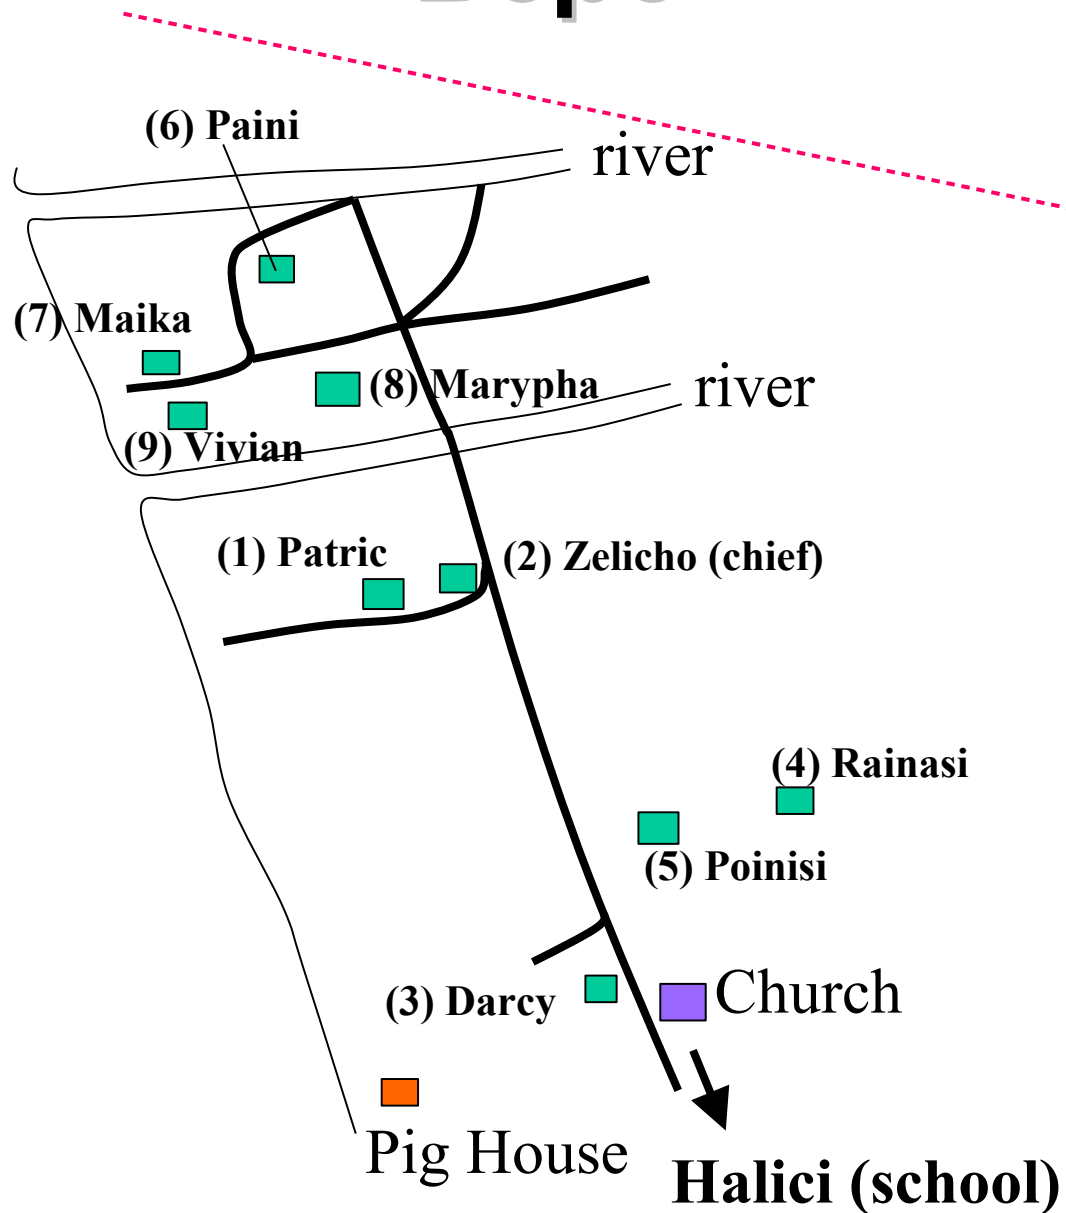 (6) Paini
river
(7) Maika
(8) Marypha
river
(9) Vivian
(1) Patric
(2) Zelicho (chief)
(4) Rainasi
(5) Poinisi
(3) Darcy
Church
Pig House
Halici (school)